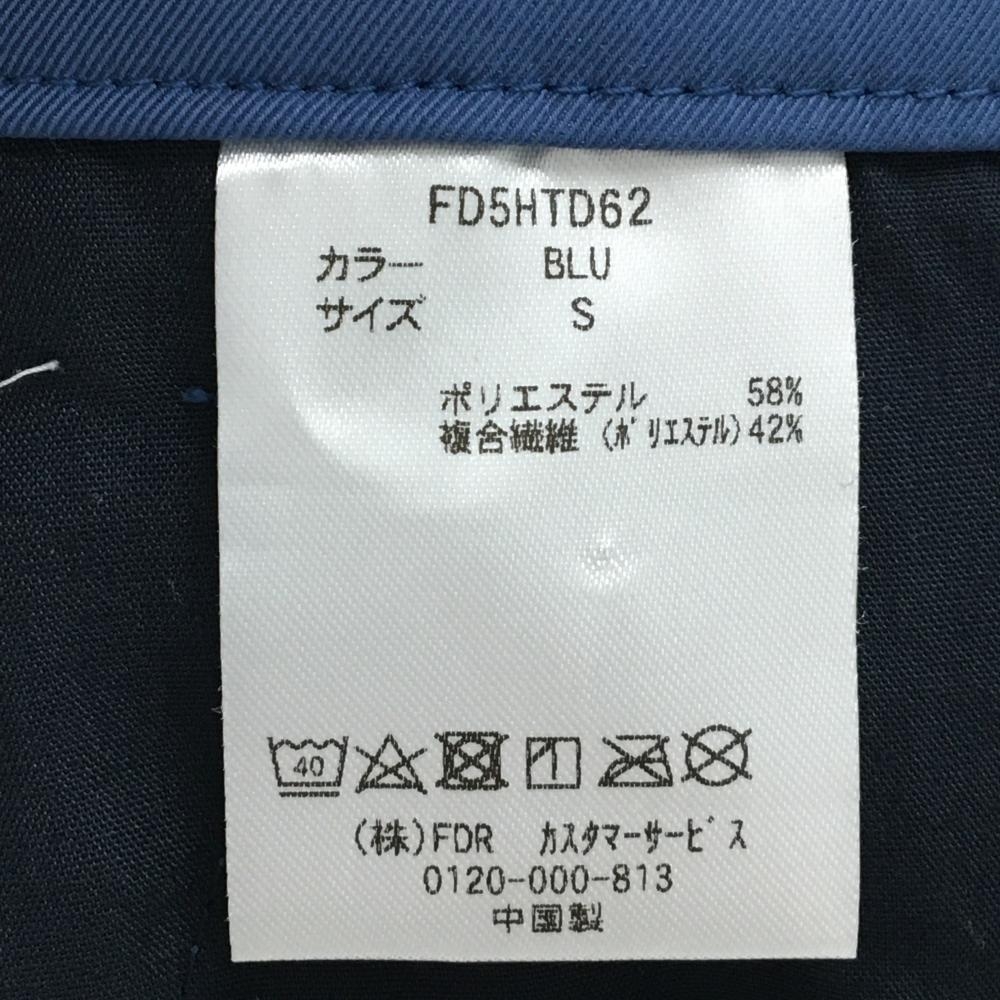 FD5HTD62
カラー BLU
サイズ S
ポリエステル 58%
複合繊維 (ポリエステル) 42%
40
(株)FDR カスタマーサービス
0120-000-813
中国製